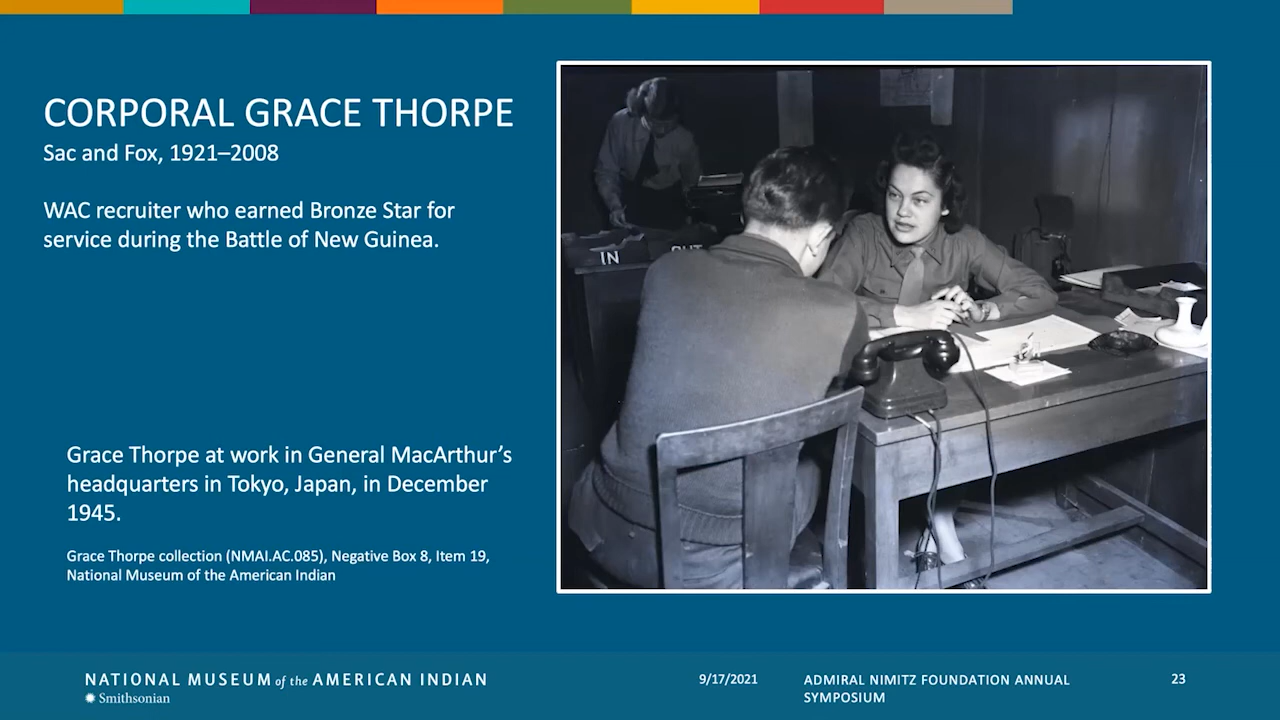 CORPORAL GRACE THORPE
Sac and Fox, 1921–2008
WAC recruiter who earned Bronze Star for
service during the Battle of New Guinea.
IN
OUT
Grace Thorpe at work in General MacArthur’s
headquarters in Tokyo, Japan, in December
1945.
Grace Thorpe collection (NMAI.AC.085), Negative Box 8, Item 19,
National Museum of the American Indian
NATIONAL MUSEUM of the AMERICAN INDIAN
Smithsonian
9/17/2021
ADMIRAL NIMITZ FOUNDATION ANNUAL
SYMPOSIUM
23